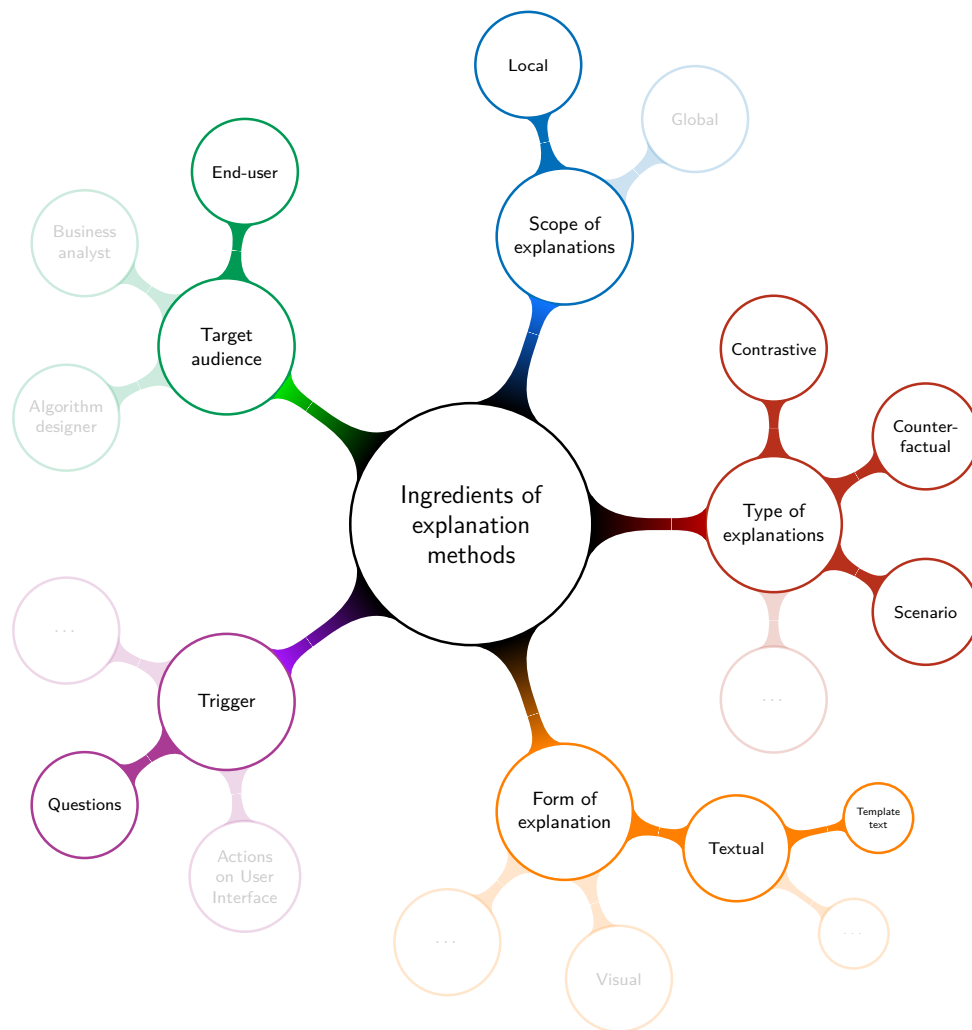 Local
Global
End-user
Scope of
explanations
Business
analyst
Target
audience
Contrastive
Algorithm
designer
Counter-
factual
Ingredients of
explanation
methods
Type of
explanations
Scenario
...
Trigger
...
Questions
Form of
explanation
Template
text
Textual
Actions
on User
Interface
...
...
Visual